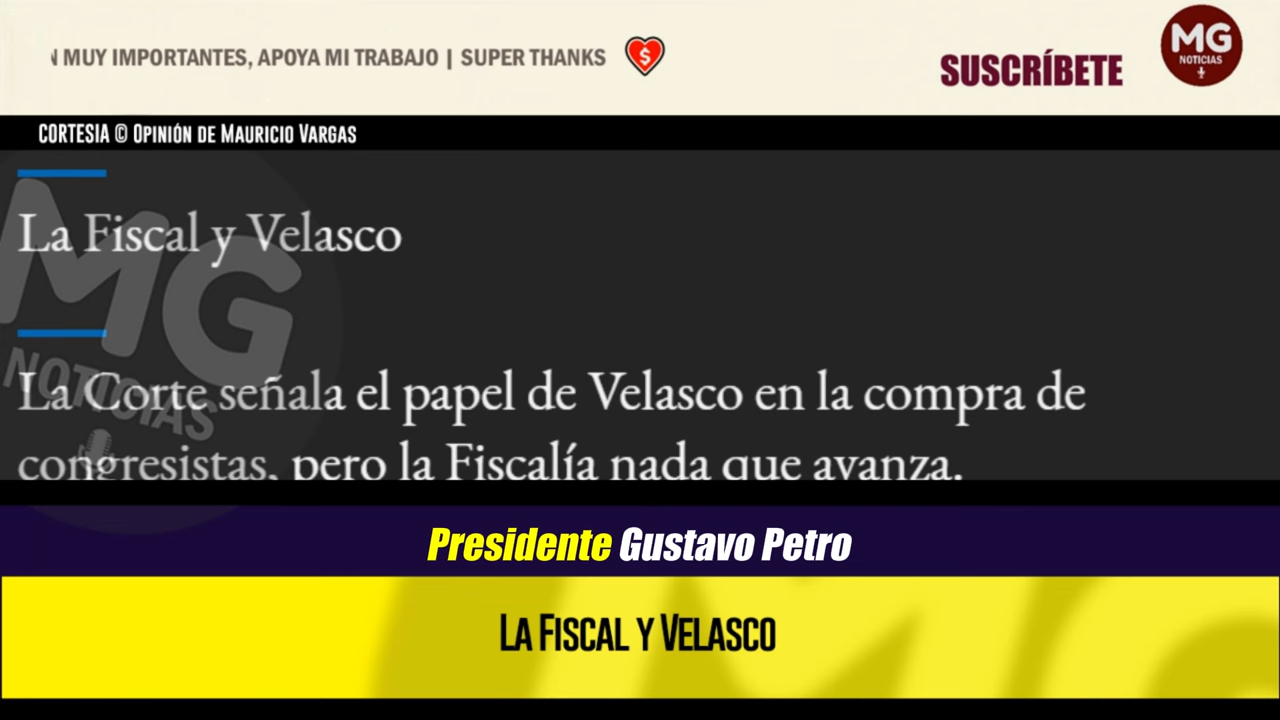 N MUY IMPORTANTES, APOYA MI TRABAJO | SUPER THANKS
SUSCRÍBETE
MG
NOTICIAS
CORTESIA © OPINIÓN DE MAURICIO VARGAS
La Fiscal y Velasco
MG
NOTICIAS
La Corte señala el papel de Velasco en la compra de
congresistas, pero la Fiscalía nada que avanza.
Presidente Gustavo Petro
LA FISCAL Y VELASCO